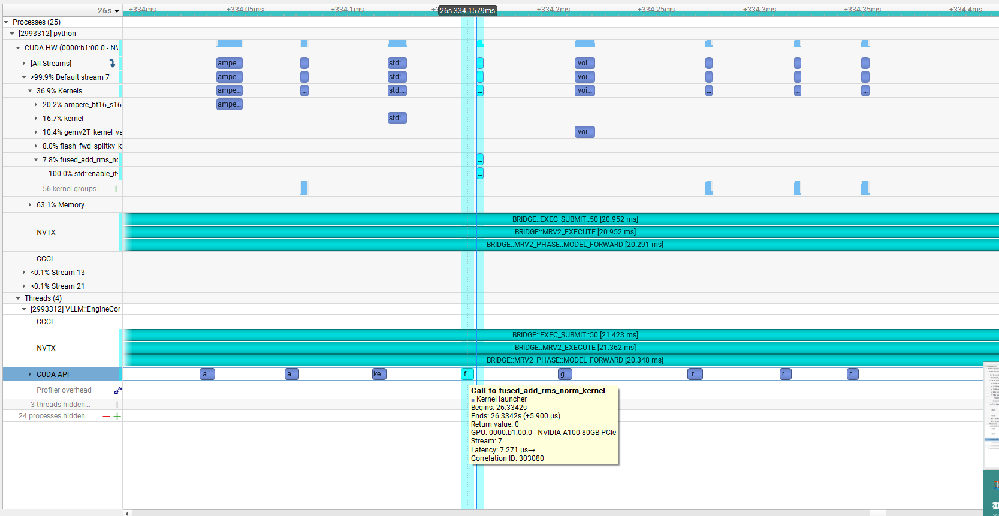 26s
+334ms
+334.05ms
+334.1ms
26s 334.1579ms
+334.2ms
+334.25ms
+334.3ms
+334.35ms
+334.4ms
Processes (25)
[2993312] python
CUDA HW (0000:b1:00.0 - NV
[All Streams]
ampe...
...
std:...
...
voi...
...
...
...
>99.9% Default stream 7
ampe...
...
std:...
...
voi...
...
...
...
36.9% Kernels
ampe...
...
std:...
...
voi...
...
...
...
20.2% ampere_bf16_s16
ampe...
16.7% kernel
std:...
10.4% gemv2T_kernel_va
voi...
8.0% flash_fwd_splitkv_k
7.8% fused_add_rms_no
...
100.0% std::enable_if
...
56 kernel groups
63.1% Memory
NVTX
BRIDGE::EXEC_SUBMIT::50 [20.952 ms]
BRIDGE::MRV2_EXECUTE [20.952 ms]
BRIDGE::MRV2_PHASE::MODEL_FORWARD [20.291 ms]
CCCL
<0.1% Stream 13
<0.1% Stream 21
Threads (4)
[2993312] VLLM::EngineCor
CCCL
NVTX
BRIDGE::EXEC_SUBMIT::50 [21.423 ms]
BRIDGE::MRV2_EXECUTE [21.362 ms]
BRIDGE::MRV2_PHASE::MODEL_FORWARD [20.348 ms]
CUDA API
a...
a...
ke...
f...
g...
r...
r...
r...
Profiler overhead
3 threads hidden...
24 processes hidden...
Call to fused_add_rms_norm_kernel
Kernel launcher
Begins: 26.3342s
Ends: 26.3342s (+5.900 µs)
Return value: 0
GPU: 0000:b1:00.0 - NVIDIA A100 80GB PCIe
Stream: 7
Latency: 7.271 µs→
Correlation ID: 303080
截